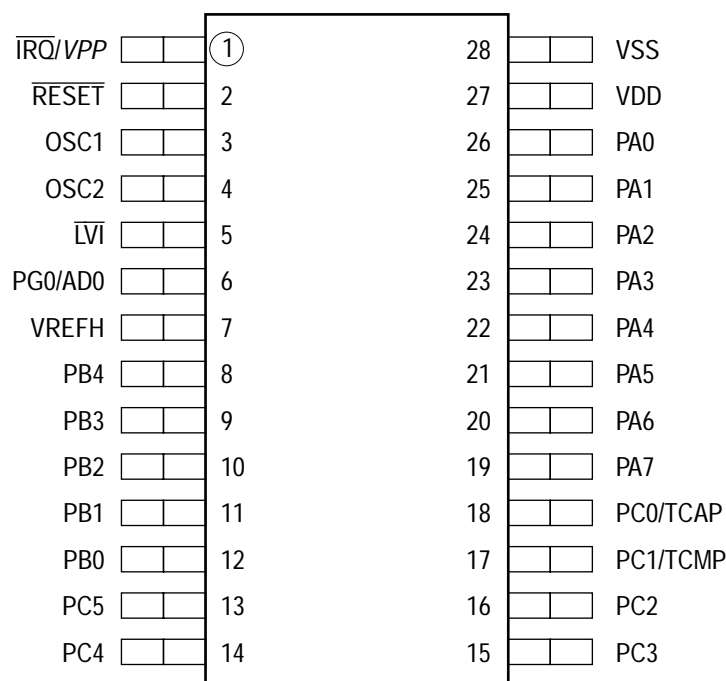 I̅R̅Q̅/VPP 1 28 VSS
R̅E̅S̅E̅T̅ 2 27 VDD
OSC1 3 26 PA0
OSC2 4 25 PA1
L̅V̅I̅ 5 24 PA2
PG0/AD0 6 23 PA3
VREFH 7 22 PA4
PB4 8 21 PA5
PB3 9 20 PA6
PB2 10 19 PA7
PB1 11 18 PC0/TCAP
PB0 12 17 PC1/TCMP
PC5 13 16 PC2
PC4 14 15 PC3